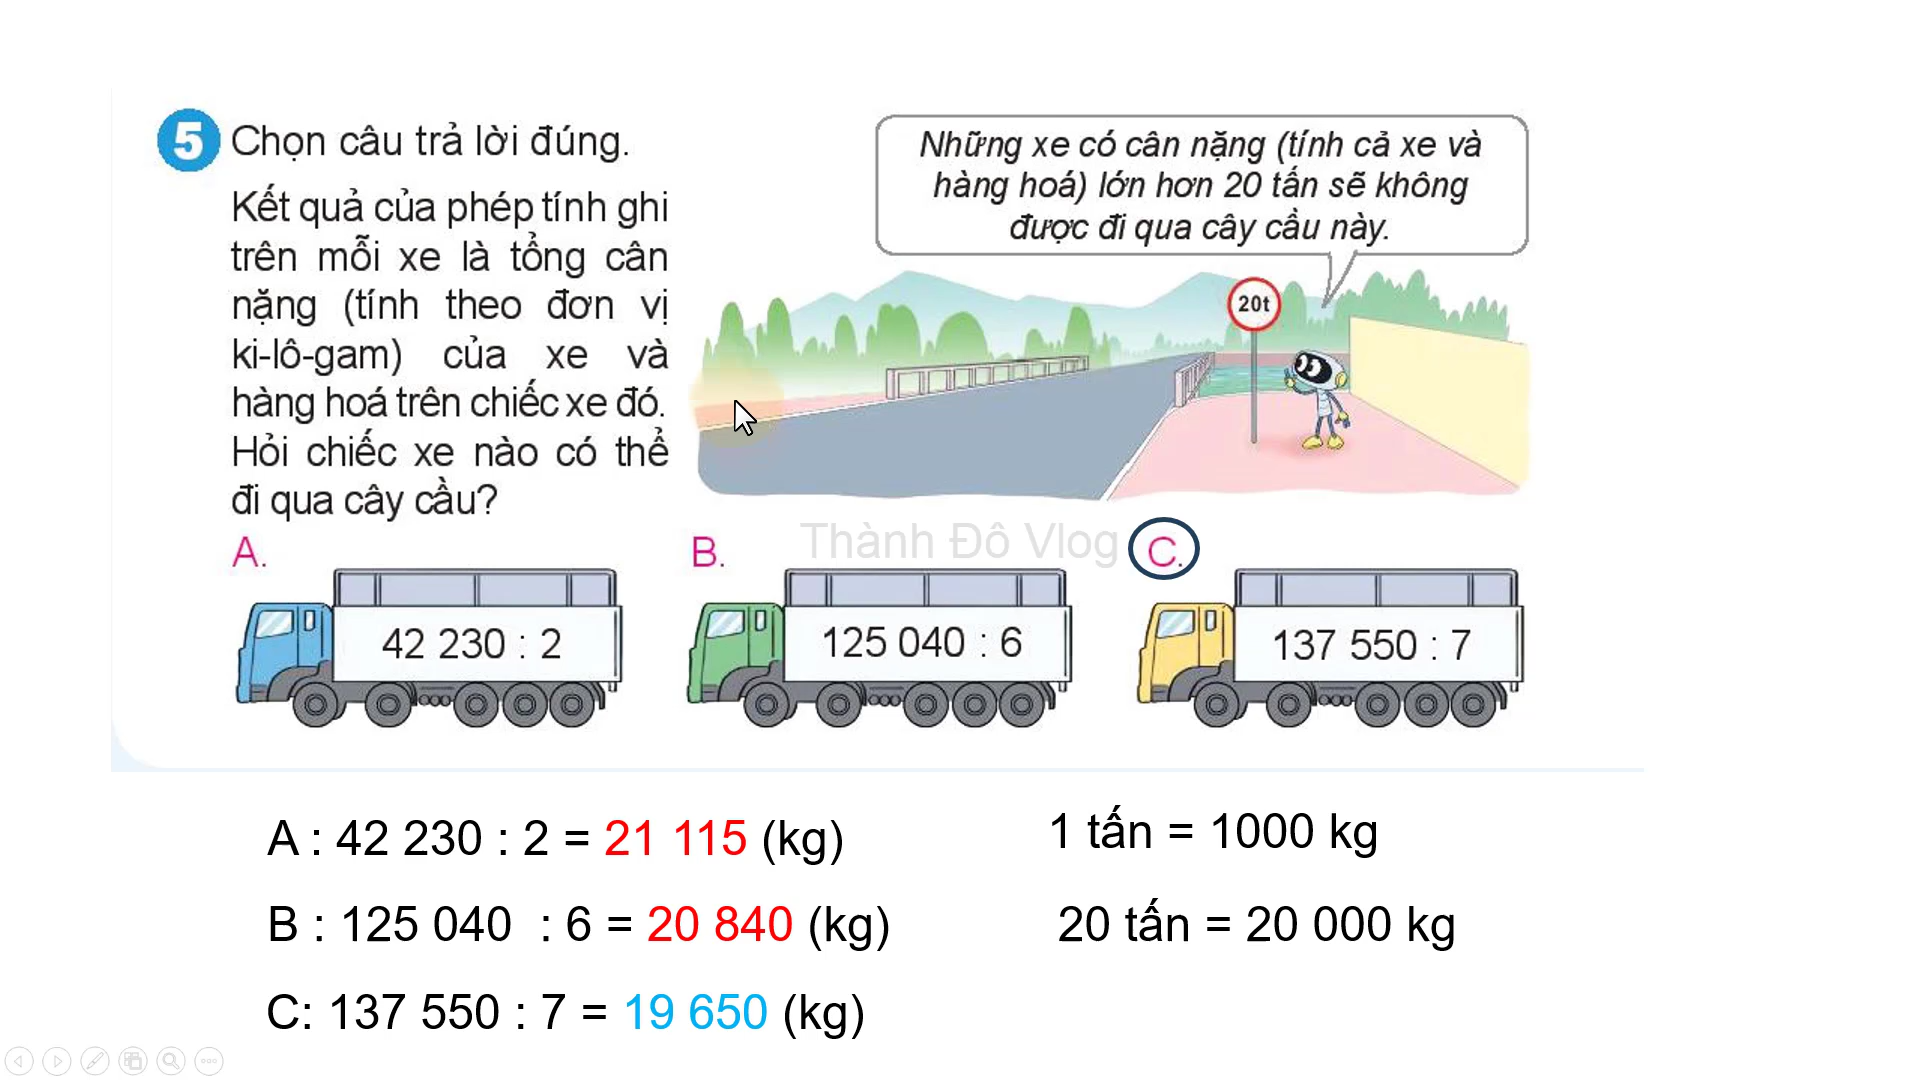 5 Chọn câu trả lời đúng.
Kết quả của phép tính ghi
trên mỗi xe là tổng cân
nặng (tính theo đơn vị
ki-lô-gam) của xe và
hàng hoá trên chiếc xe đó.
Hỏi chiếc xe nào có thể
đi qua cây cầu?
Những xe có cân nặng (tính cả xe và
hàng hoá) lớn hơn 20 tấn sẽ không
được đi qua cây cầu này.
20t
Thành Đô Vlog
A.
42 230 : 2
B.
125 040 : 6
C.
137 550 : 7
A : 42 230 : 2 = 21 115 (kg)
B : 125 040  : 6 = 20 840 (kg)
C: 137 550 : 7 = 19 650 (kg)
1 tấn = 1000 kg
20 tấn = 20 000 kg